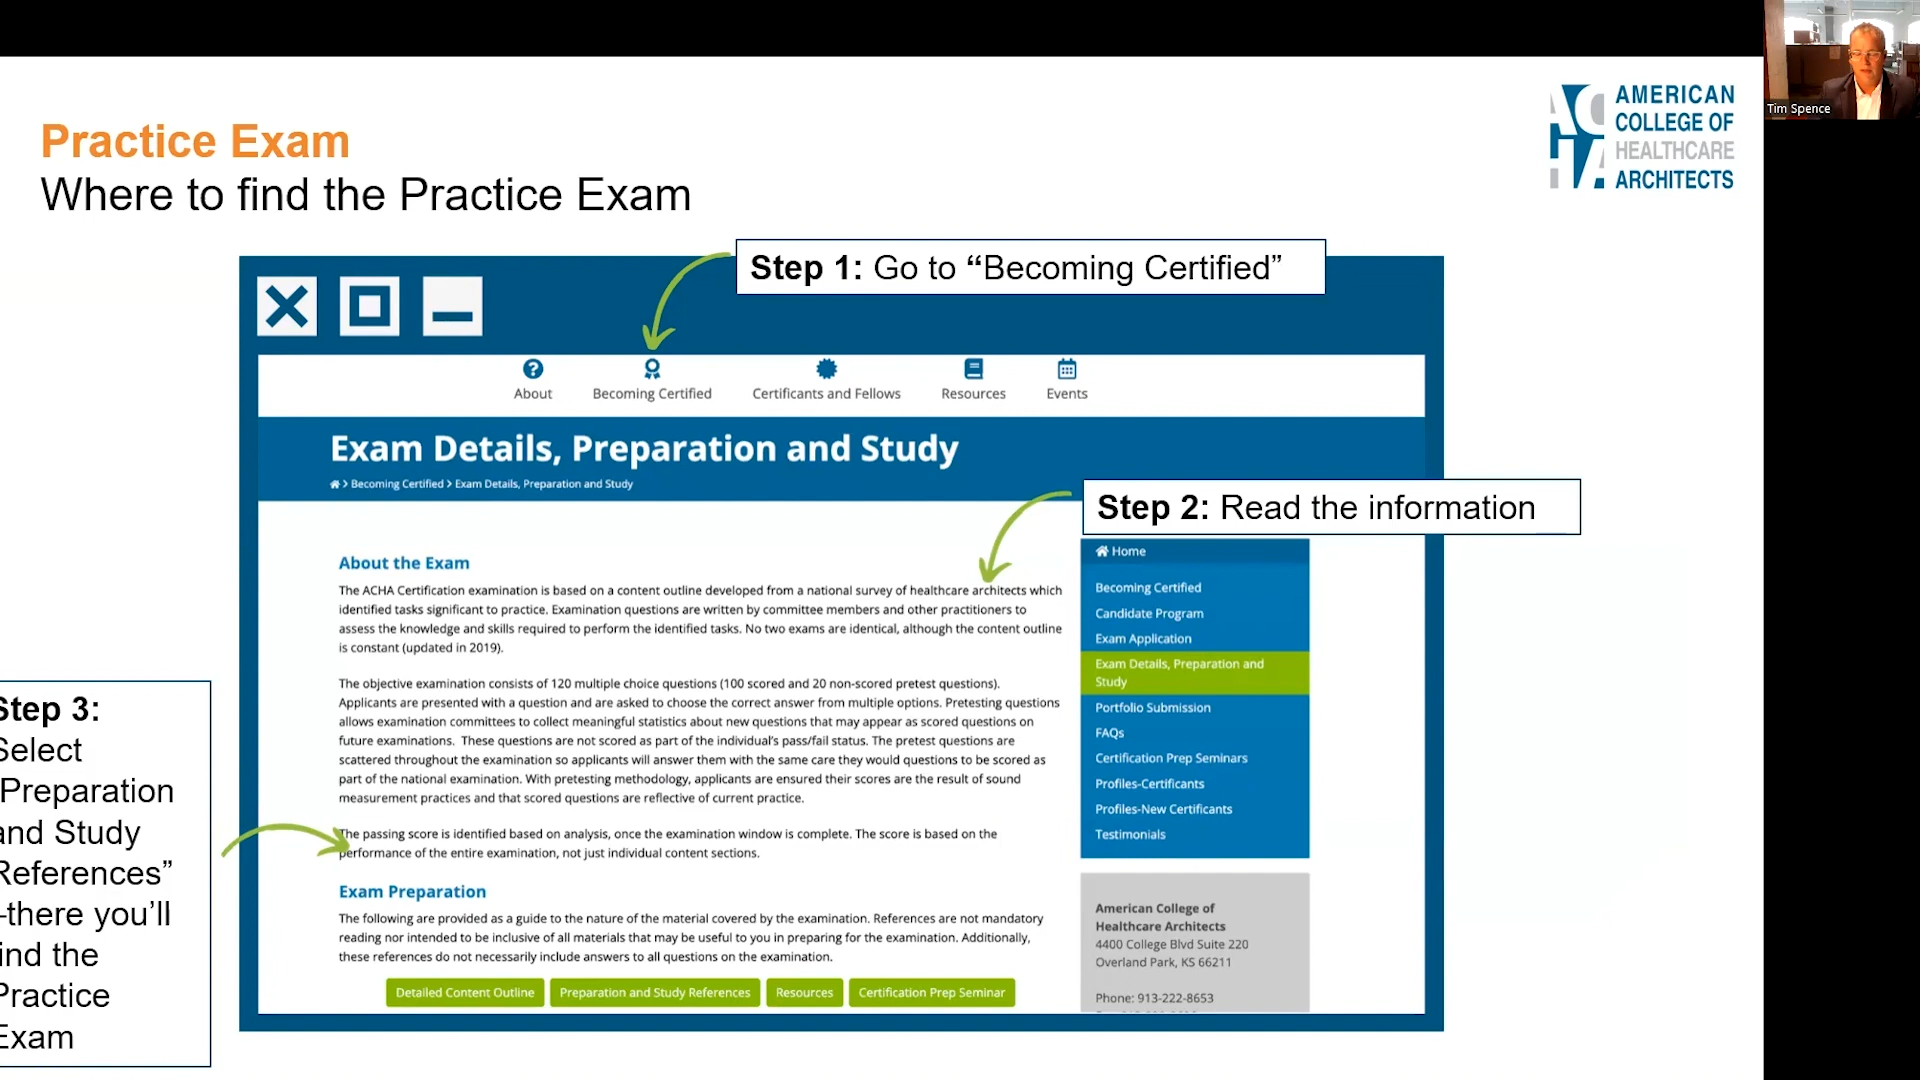 Practice Exam
Where to find the Practice Exam
AMERICAN
COLLEGE OF
HEALTHCARE
ARCHITECTS
Tim Spence
Step 1: Go to “Becoming Certified”
About
Becoming Certified
Certificants and Fellows
Resources
Events
Exam Details, Preparation and Study
Becoming Certified > Exam Details, Preparation and Study
Step 2: Read the information
About the Exam
The ACHA Certification examination is based on a content outline developed from a national survey of healthcare architects which
identified tasks significant to practice. Examination questions are written by committee members and other practitioners to
assess the knowledge and skills required to perform the identified tasks. No two exams are identical, although the content outline
is constant (updated in 2019).
The objective examination consists of 120 multiple choice questions (100 scored and 20 non-scored pretest questions).
Applicants are presented with a question and are asked to choose the correct answer from multiple options. Pretesting questions
allows examination committees to collect meaningful statistics about new questions that may appear as scored questions on
future examinations. These questions are not scored as part of the individual's pass/fail status. The pretest questions are
scattered throughout the examination so applicants will answer them with the same care they would questions to be scored as
part of the national examination. With pretesting methodology, applicants are ensured their scores are the result of sound
measurement practices and that scored questions are reflective of current practice.
The passing score is identified based on analysis, once the examination window is complete. The score is based on the
performance of the entire examination, not just individual content sections.
Exam Preparation
The following are provided as a guide to the nature of the material covered by the examination. References are not mandatory
reading nor intended to be inclusive of all materials that may be useful to you in preparing for the examination. Additionally,
these references do not necessarily include answers to all questions on the examination.
Detailed Content Outline
Preparation and Study References
Resources
Certification Prep Seminar
Home
Becoming Certified
Candidate Program
Exam Application
Exam Details, Preparation and
Study
Portfolio Submission
FAQs
Certification Prep Seminars
Profiles-Certificants
Profiles-New Certificants
Testimonials
American College of
Healthcare Architects
4400 College Blvd Suite 220
Overland Park, KS 66211
Phone: 913-222-8653
Step 3:
Select
Preparation
and Study
References”
–there you’ll
find the
Practice
Exam